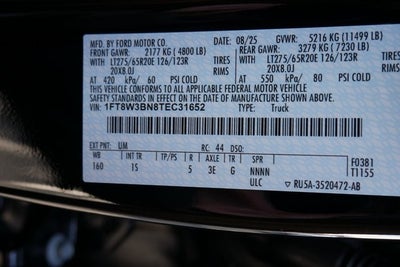 MFD. BY FORD MOTOR CO. 08/25 GVWR: 5216 KG (11499 LB)
FRONT GAWR: 2177 KG ( 4800 LB) REAR GAWR: 3279 KG ( 7230 LB)
LT275/65R20E 126/123R TIRES LT275/65R20E 126/123R TIRES
20X8.0J RIMS 20X8.0J RIMS
AT 420 kPa/ 60 PSI COLD AT 550 kPa/ 80 PSI COLD
THIS VEHICLE CONFORMS TO ALL APPLICABLE FEDERAL MOTOR VEHICLE
SAFETY STANDARDS IN EFFECT ON THE DATE OF MANUFACTURE SHOWN ABOVE.
VIN: 1FT8W3BN8TEC31652 TYPE: Truck
EXT PNT: UM RC: 44 DSO:
WB INT TR TP/PS R AXLE TR SPR F0381
160 1S 5 3E G NNNN T1155
ULC RU5A-3520472-AB